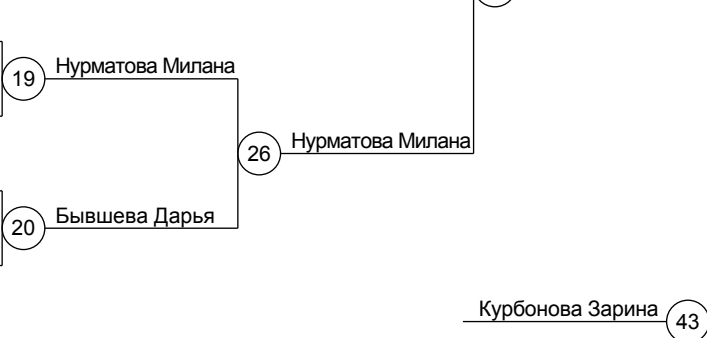 19 Нурматова Милана
26 Нурматова Милана
20 Бывшева Дарья
Курбонова Зарина 43